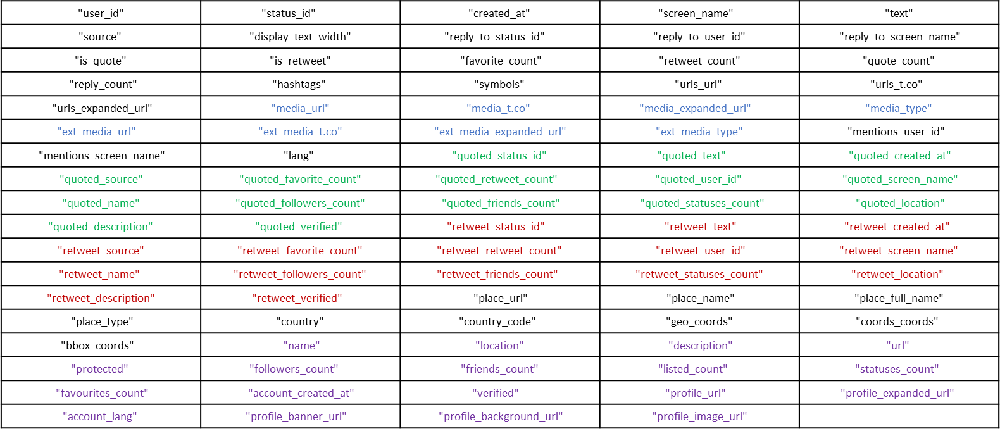 "user_id" "status_id" "created_at" "screen_name" "text"
"source" "display_text_width" "reply_to_status_id" "reply_to_user_id" "reply_to_screen_name"
"is_quote" "is_retweet" "favorite_count" "retweet_count" "quote_count"
"reply_count" "hashtags" "symbols" "urls_url" "urls_t.co"
"urls_expanded_url" "media_url" "media_t.co" "media_expanded_url" "media_type"
"ext_media_url" "ext_media_t.co" "ext_media_expanded_url" "ext_media_type" "mentions_user_id"
"mentions_screen_name" "lang" "quoted_status_id" "quoted_text" "quoted_created_at"
"quoted_source" "quoted_favorite_count" "quoted_retweet_count" "quoted_user_id" "quoted_screen_name"
"quoted_name" "quoted_followers_count" "quoted_friends_count" "quoted_statuses_count" "quoted_location"
"quoted_description" "quoted_verified" "retweet_status_id" "retweet_text" "retweet_created_at"
"retweet_source" "retweet_favorite_count" "retweet_retweet_count" "retweet_user_id" "retweet_screen_name"
"retweet_name" "retweet_followers_count" "retweet_friends_count" "retweet_statuses_count" "retweet_location"
"retweet_description" "retweet_verified" "place_url" "place_name" "place_full_name"
"place_type" "country" "country_code" "geo_coords" "coords_coords"
"bbox_coords" "name" "location" "description" "url"
"protected" "followers_count" "friends_count" "listed_count" "statuses_count"
"favourites_count" "account_created_at" "verified" "profile_url" "profile_expanded_url"
"account_lang" "profile_banner_url" "profile_background_url" "profile_image_url"